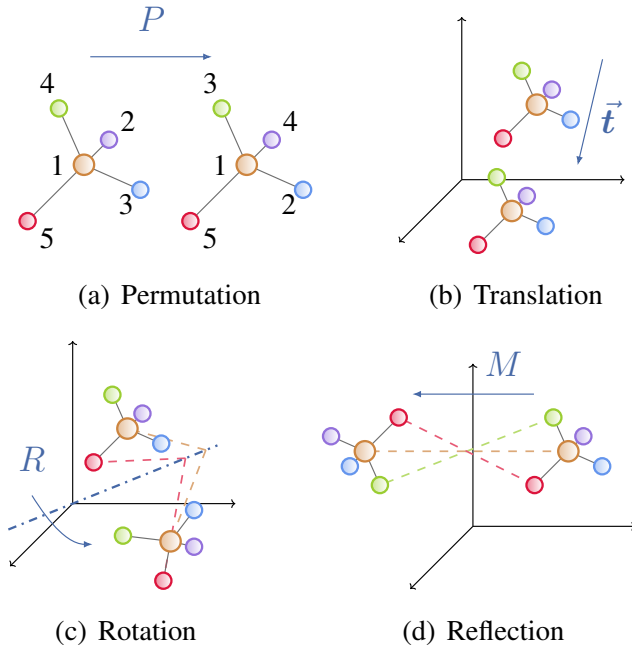 P
4
2
1
3
5
3
4
1
2
5
t⃗
(a) Permutation
(b) Translation
R
(c) Rotation
M
(d) Reflection